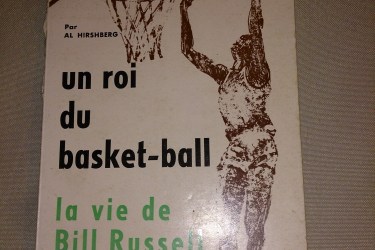 Par
AL HIRSHBERG
un roi
du
basket-ball
la vie de
Bill Russell